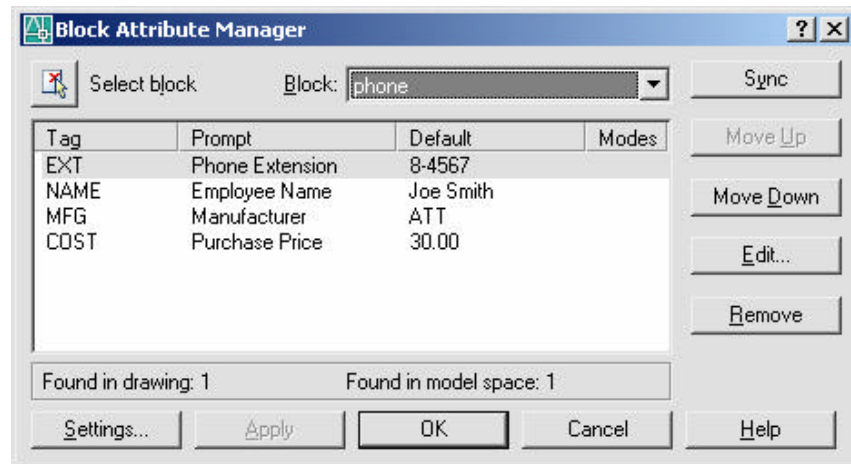 Block Attribute Manager
Select block Block: phone Sync
Tag Prompt Default Modes Move Up
EXT Phone Extension 8-4567
NAME Employee Name Joe Smith Move Down
MFG Manufacturer ATT
COST Purchase Price 30.00 Edit...
Remove
Found in drawing: 1 Found in model space: 1
Settings... Apply OK Cancel Help